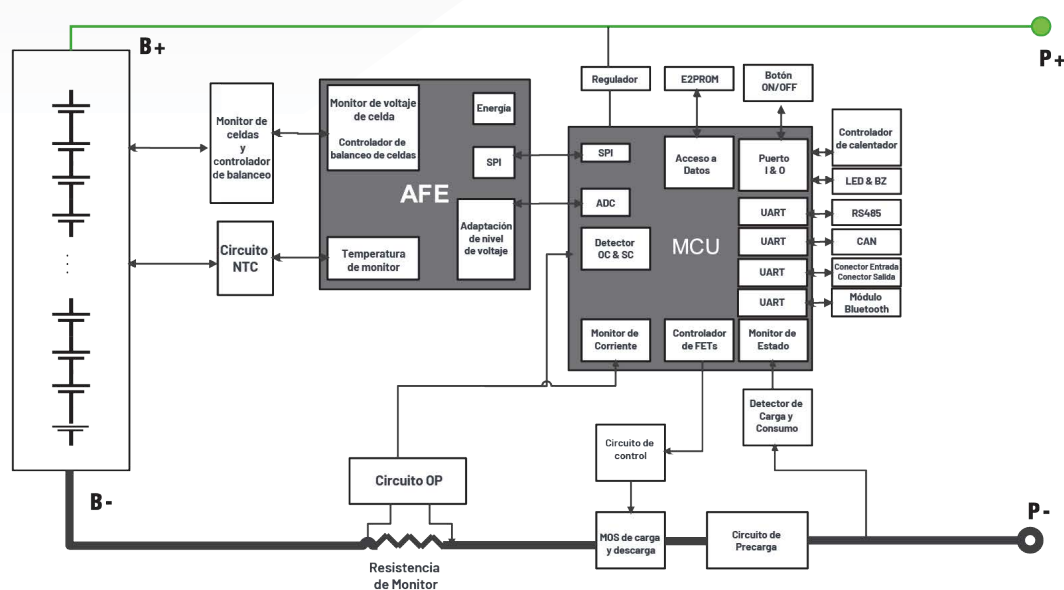 B+
P+
Regulador
E2PROM
Botón
ON/OFF
Monitor de
celdas
y
controlador
de balanceo
Monitor de voltaje
de celda
Controlador de
balanceo de celdas
Energía
SPI
AFE
Adaptación
de nivel
de voltaje
Circuito
NTC
Temperatura
de monitor
SPI
ADC
Detector
OC & SC
Acceso a
Datos
Puerto
I & O
MCU
UART
UART
UART
UART
Controlador
de calentador
LED & BZ
RS485
CAN
Conector Entrada
Conector Salida
Módulo
Bluetooth
Monitor de
Corriente
Controlador
de FETs
Monitor de
Estado
Detector de
Carga y
Consumo
Circuito de
control
Circuito OP
B-
P-
MOS de carga
y descarga
Circuito de
Precarga
Resistencia
de Monitor